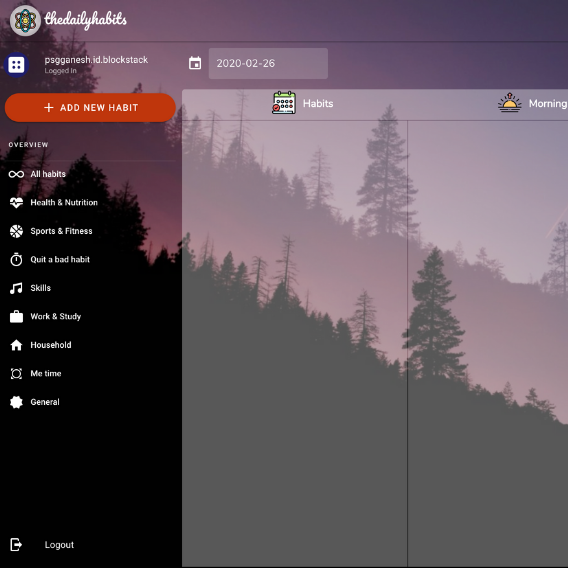 thedailyhabits
psgganesh.id.blockstack
Logged In
2020-02-26
ADD NEW HABIT
Habits
Morning
OVERVIEW
All habits
Health & Nutrition
Sports & Fitness
Quit a bad habit
Skills
Work & Study
Household
Me time
General
Logout